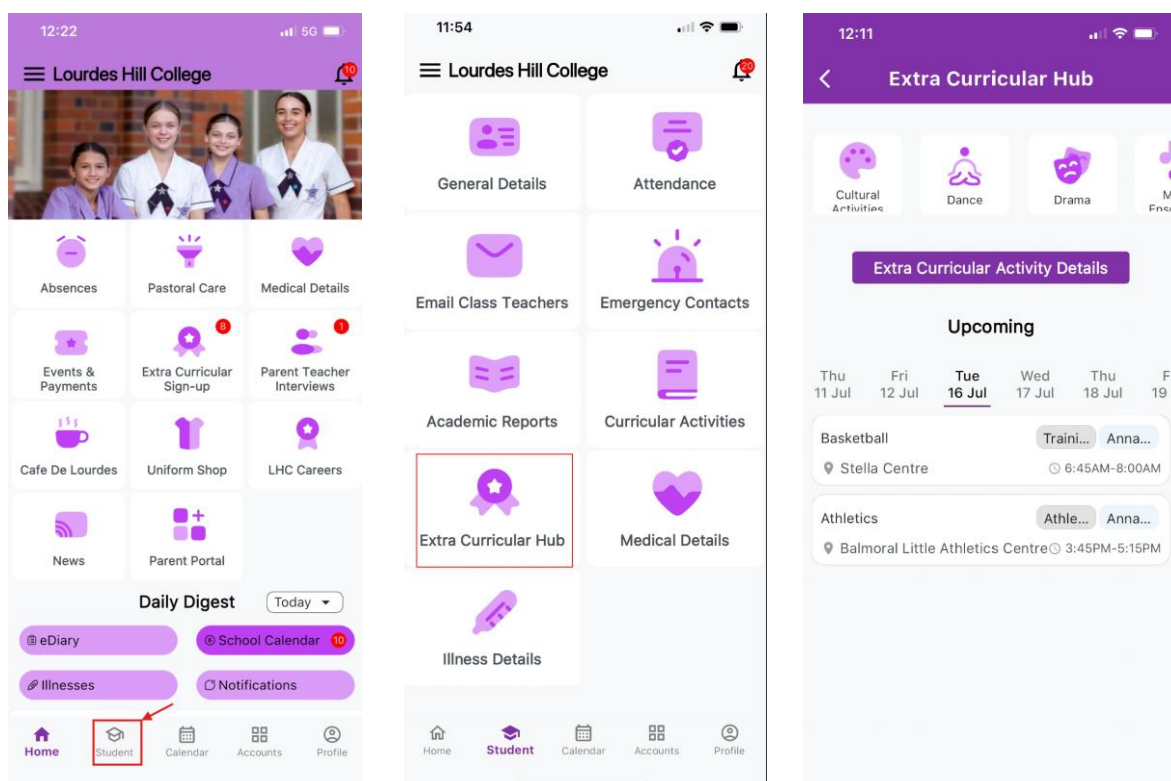 12:22
5G
Lourdes Hill College
10
Absences
Pastoral Care
Medical Details
8
1
Events &
Payments
Extra Curricular
Sign-up
Parent Teacher
Interviews
Cafe De Lourdes
Uniform Shop
LHC Careers
News
Parent Portal
Daily Digest
Today
eDiary
School Calendar 10
Illnesses
Notifications
Home
Student
Calendar
Accounts
Profile
11:54
Lourdes Hill College
20
General Details
Attendance
Email Class Teachers
Emergency Contacts
Academic Reports
Curricular Activities
Extra Curricular Hub
Medical Details
Illness Details
Home
Student
Calendar
Accounts
Profile
12:11
Extra Curricular Hub
Cultural
Activities
Dance
Drama
M
Ens
Extra Curricular Activity Details
Upcoming
Thu Fri Tue Wed Thu F
11 Jul 12 Jul 16 Jul 17 Jul 18 Jul 19
Basketball Traini... Anna...
Stella Centre 6:45AM-8:00AM
Athletics Athle... Anna...
Balmoral Little Athletics Centre 3:45PM-5:15PM